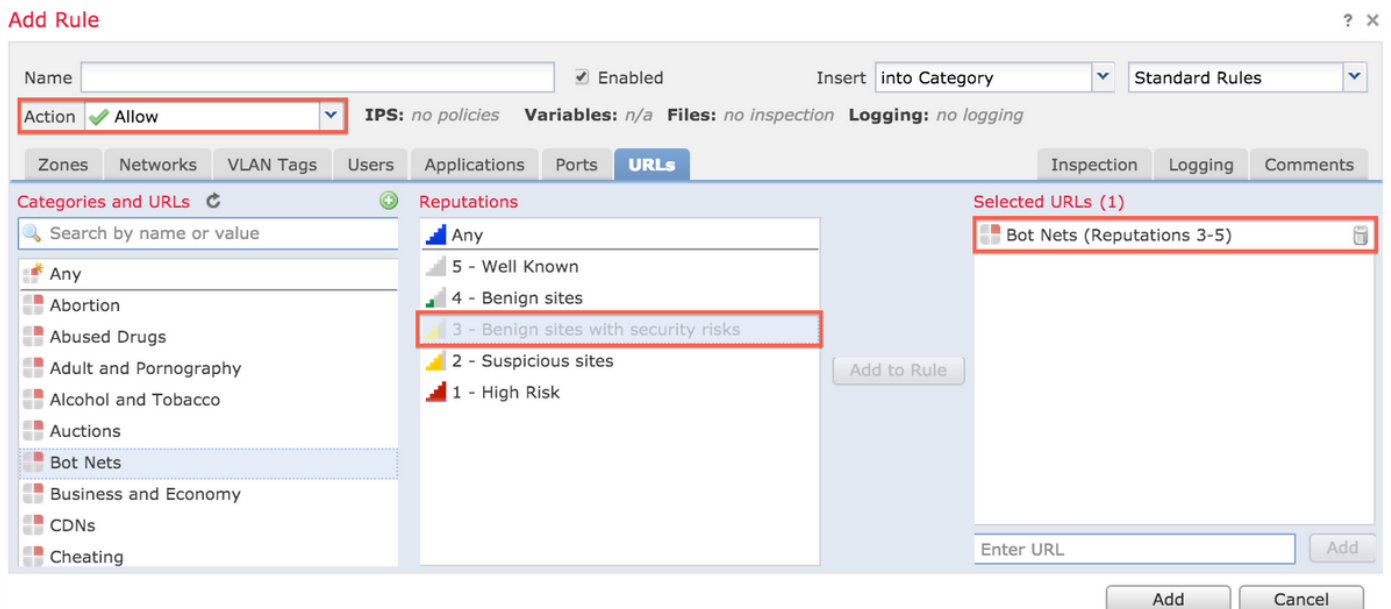 Add Rule ? ×
Name Enabled Insert into Category Standard Rules
Action Allow IPS: no policies Variables: n/a Files: no inspection Logging: no logging
Zones Networks VLAN Tags Users Applications Ports URLs Inspection Logging Comments
Categories and URLs Reputations Selected URLs (1)
Search by name or value
Any
Abortion
Abused Drugs
Adult and Pornography
Alcohol and Tobacco
Auctions
Bot Nets
Business and Economy
CDNs
Cheating
Any
5 - Well Known
4 - Benign sites
3 - Benign sites with security risks
2 - Suspicious sites
1 - High Risk
Add to Rule
Bot Nets (Reputations 3-5)
Enter URL Add
Add Cancel